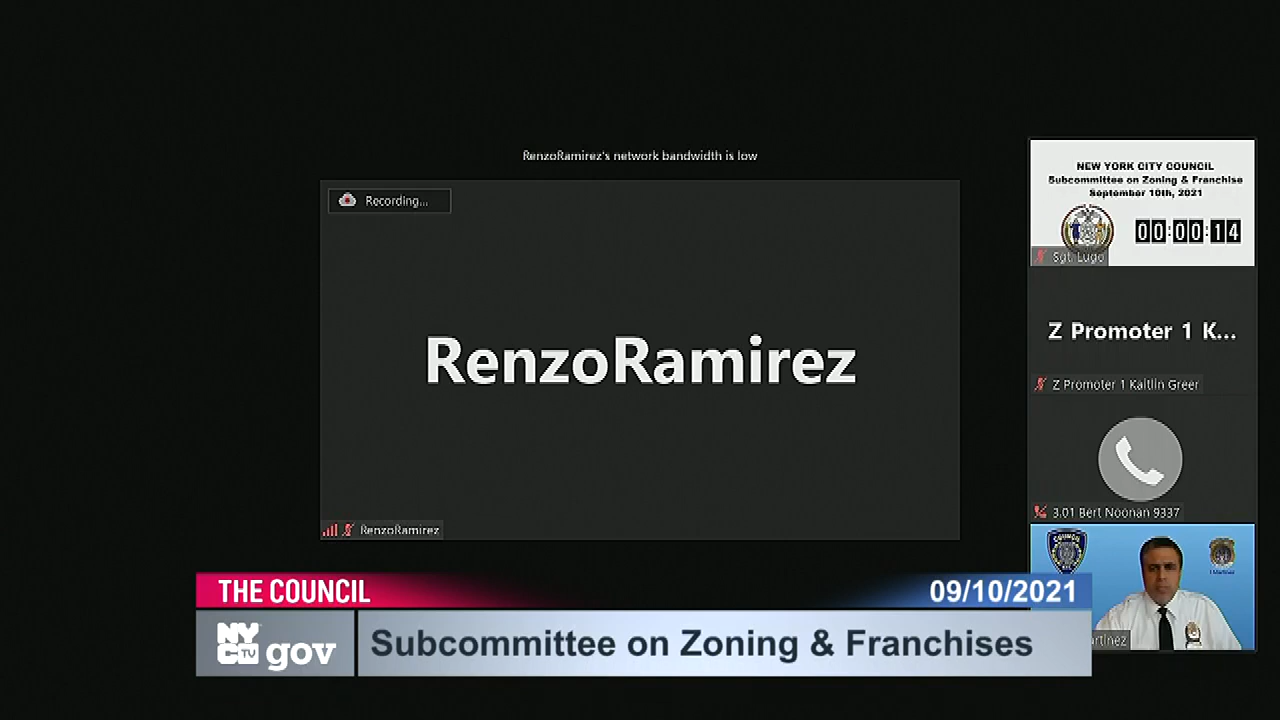 RenzoRamirez's network bandwidth is low
Recording...
RenzoRamirez
RenzoRamirez
NEW YORK CITY COUNCIL
Subcommittee on Zoning & Franchise
September 10th, 2021
00:00:14
Sgt. Lugo
Z Promoter 1 K...
Z Promoter 1 Kaitlin Greer
3.01 Bert Noonan 9337
COUNCIL
artinez
THE COUNCIL
09/10/2021
NYC TV gov
Subcommittee on Zoning & Franchises